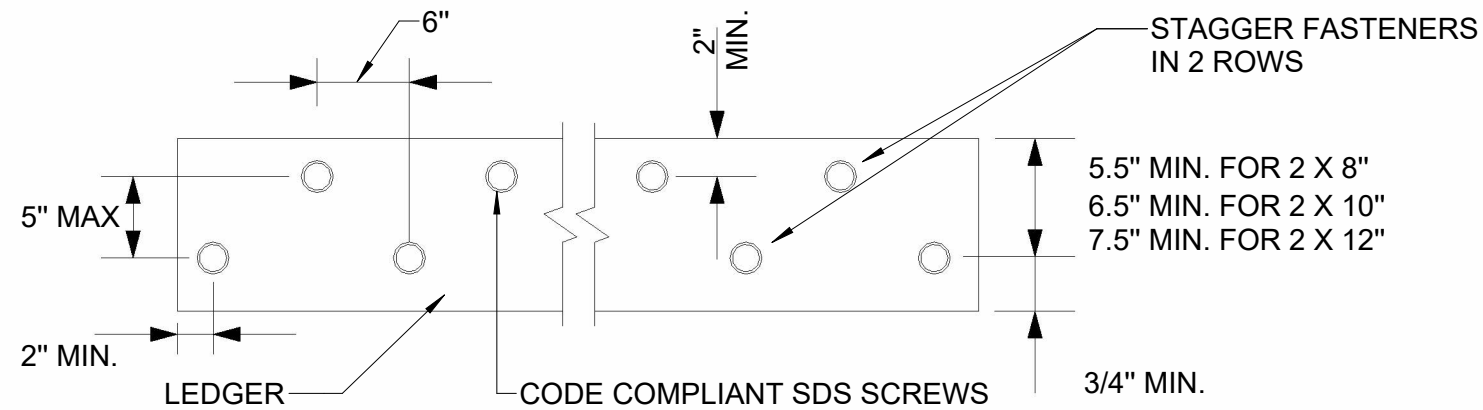 6"
2"
MIN.
STAGGER FASTENERS
IN 2 ROWS
5" MAX
5.5" MIN. FOR 2 X 8"
6.5" MIN. FOR 2 X 10"
7.5" MIN. FOR 2 X 12"
2" MIN.
LEDGER
CODE COMPLIANT SDS SCREWS
3/4" MIN.